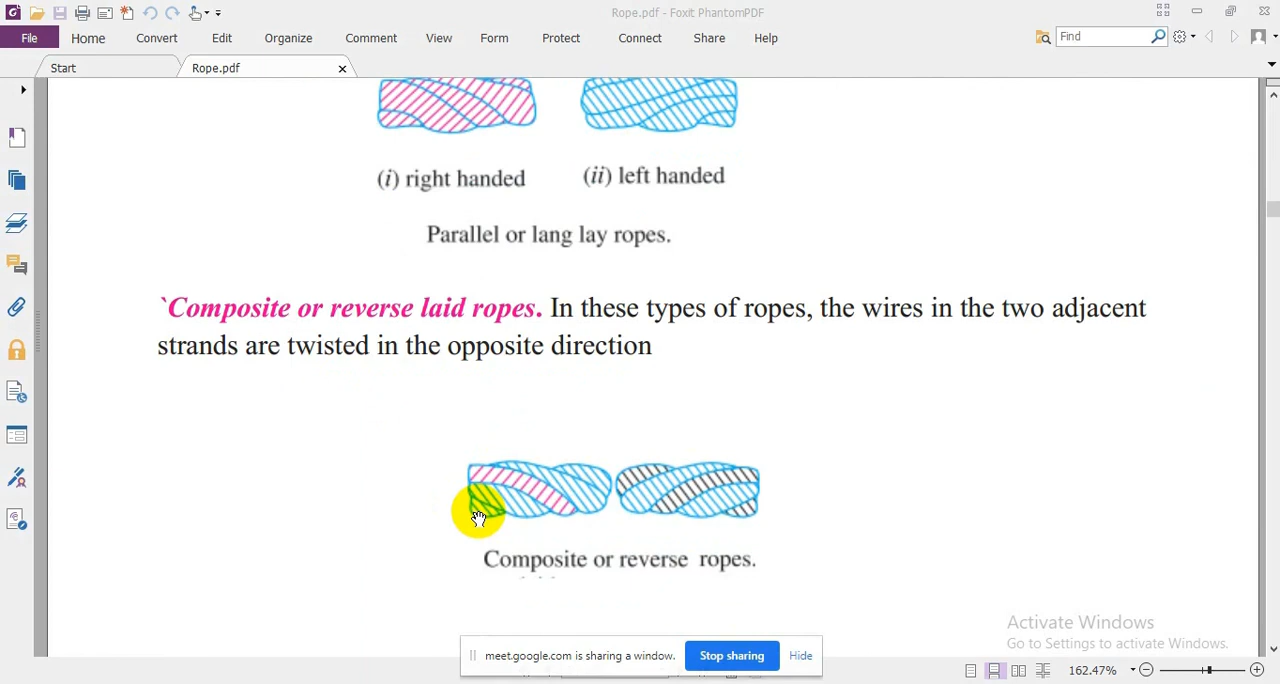 Rope.pdf - Foxit PhantomPDF
File Home Convert Edit Organize Comment View Form Protect Connect Share Help Find
Start Rope.pdf
(i) right handed (ii) left handed
Parallel or lang lay ropes.
`Composite or reverse laid ropes. In these types of ropes, the wires in the two adjacent
strands are twisted in the opposite direction
Composite or reverse ropes.
Activate Windows
Go to Settings to activate Windows.
meet.google.com is sharing a window. Stop sharing Hide
162.47%